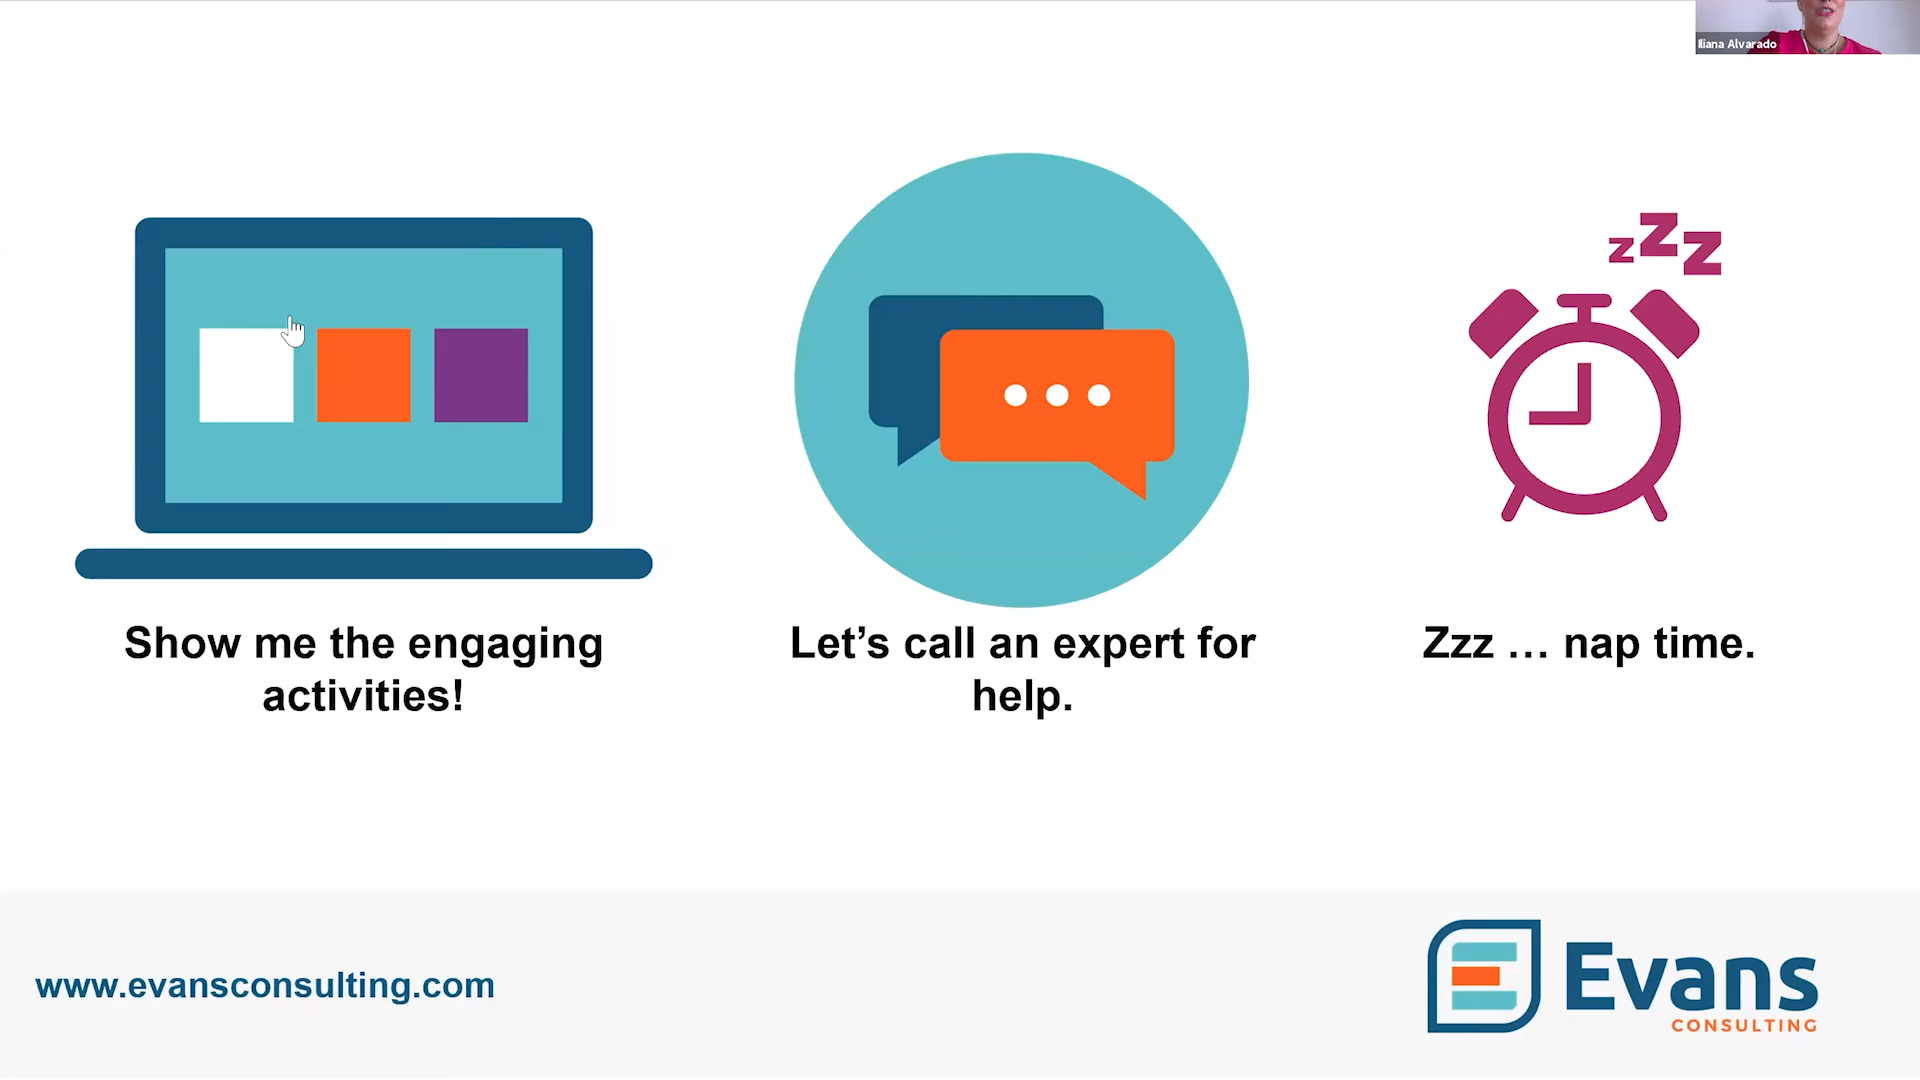 Iliana Alvarado
zzz
Show me the engaging
activities!
Let's call an expert for
help.
Zzz … nap time.
www.evansconsulting.com
Evans
CONSULTING